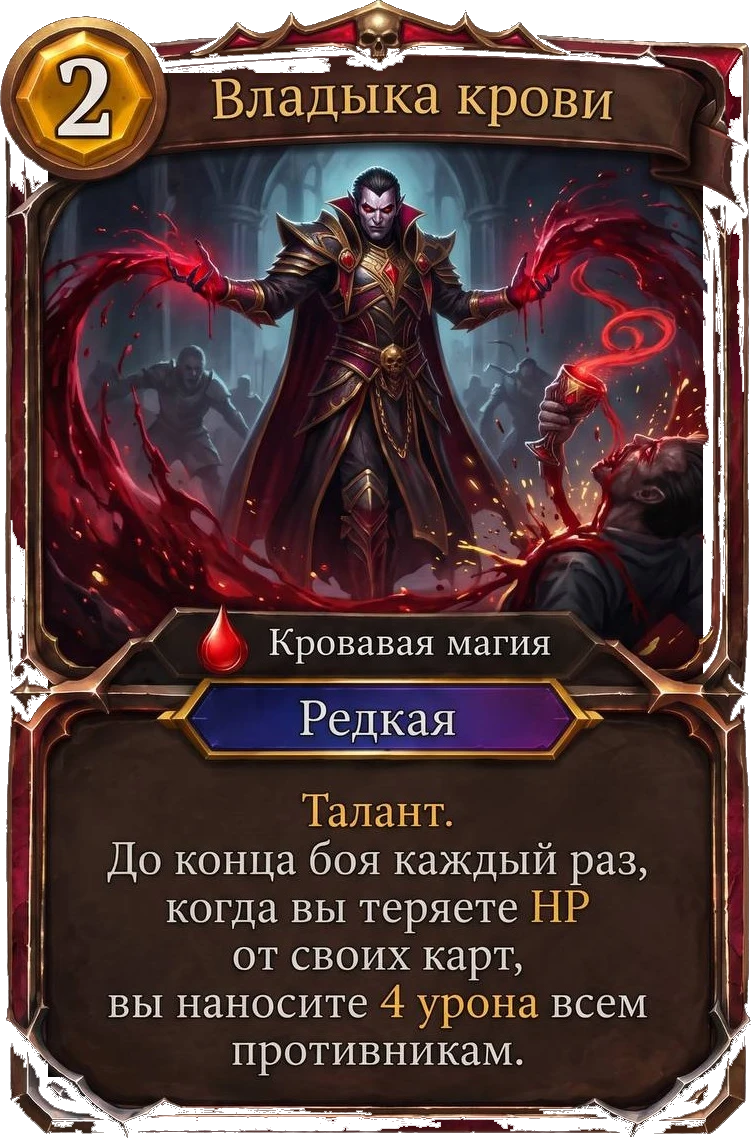 2
Владыка крови
Кровавая магия
Редкая
Талант.
До конца боя каждый раз,
когда вы теряете HP
от своих карт,
вы наносите 4 урона всем
противникам.